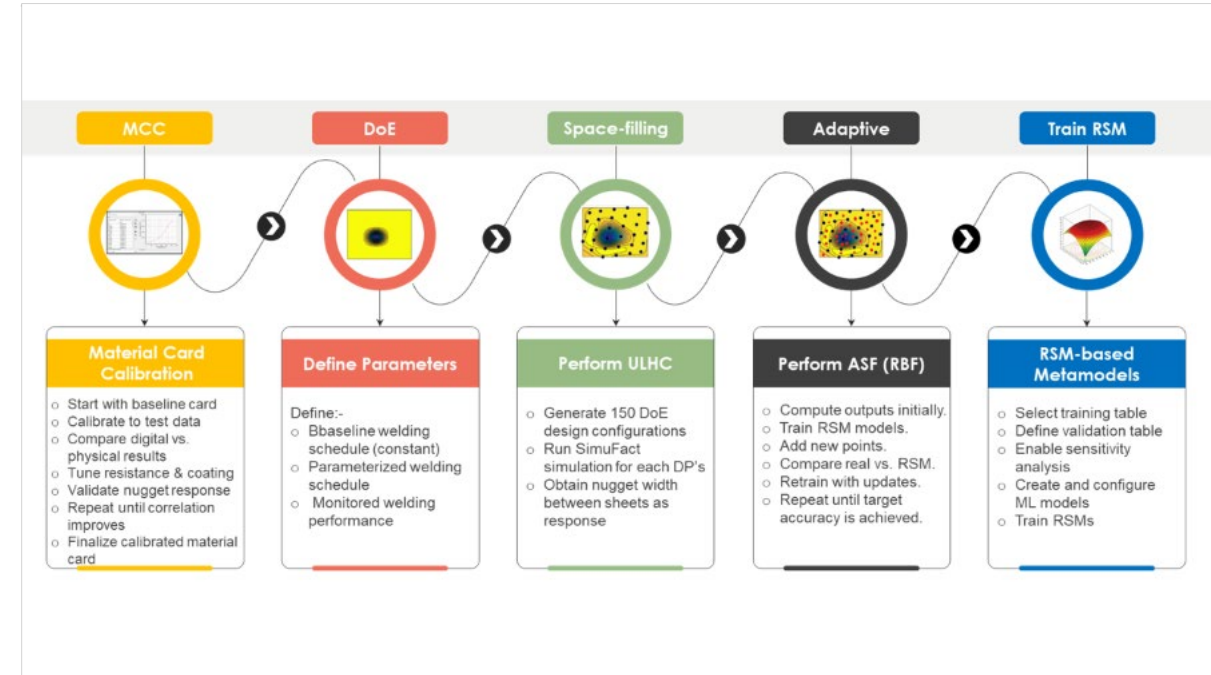 MCC
DoE
Space-filling
Adaptive
Train RSM
Material Card
Calibration
o Start with baseline card
o Calibrate to test data
o Compare digital vs.
physical results
o Tune resistance & coating
o Validate nugget response
o Repeat until correlation
improves
o Finalize calibrated material
card
Define Parameters
Define:-
o Bbaseline welding
schedule (constant)
o Parameterized welding
schedule
o Monitored welding
performance
Perform ULHC
o Generate 150 DoE
design configurations
o Run SimuFact
simulation for each DP's
o Obtain nugget width
between sheets as
response
Perform ASF (RBF)
o Compute outputs initially.
o Train RSM models.
o Add new points.
o Compare real vs. RSM.
o Retrain with updates.
o Repeat until target
accuracy is achieved.
RSM-based
Metamodels
o Select training table
o Define validation table
o Enable sensitivity
analysis
o Create and configure
ML models
o Train RSMs